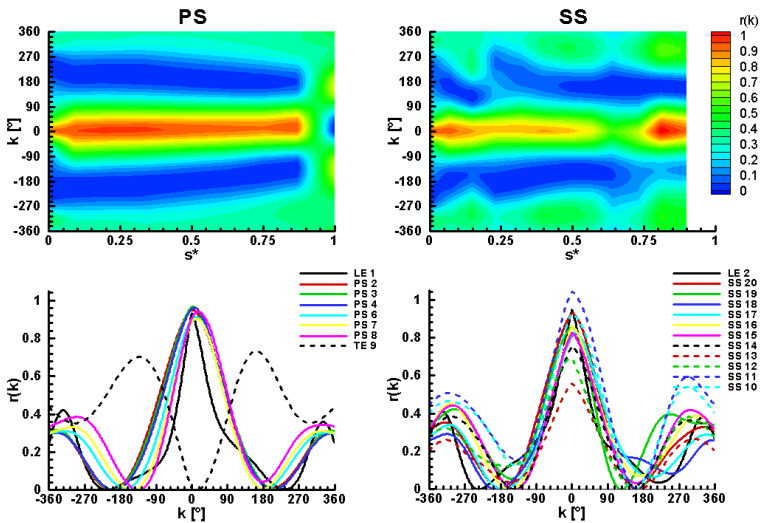 PS
SS
r(k)
360
270
180
90
0
-90
-180
-270
-360
k [°]
0
0.25
0.5
0.75
1
s*
360
270
180
90
0
-90
-180
-270
-360
k [°]
0
0.25
0.5
0.75
1
s*
1
0.9
0.8
0.7
0.6
0.5
0.4
0.3
0.2
0.1
0
1
0.8
0.6
0.4
0.2
0
r(k)
-360
-270
-180
-90
0
90
180
270
360
k [°]
LE 1
PS 2
PS 3
PS 4
PS 6
PS 7
PS 8
TE 9
1
0.8
0.6
0.4
0.2
0
r(k)
-360
-270
-180
-90
0
90
180
270
360
k [°]
LE 2
SS 20
SS 19
SS 18
SS 17
SS 16
SS 15
SS 14
SS 13
SS 12
SS 11
SS 10